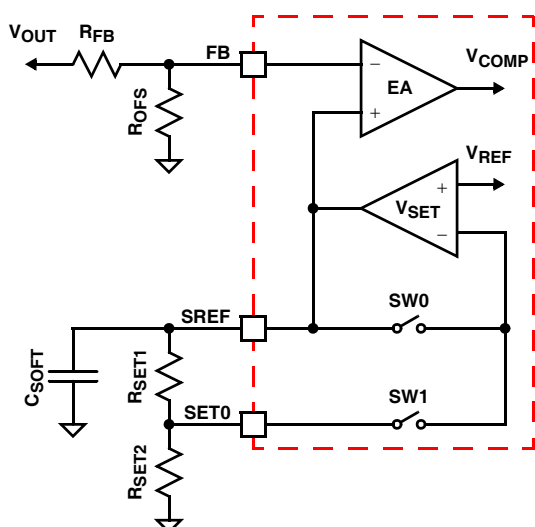 VOUT
RFB
FB
VCOMP
−
EA
+
ROFS
VREF
+
VSET
−
SREF
SW0
CSOFT
RSET1
SET0
SW1
RSET2